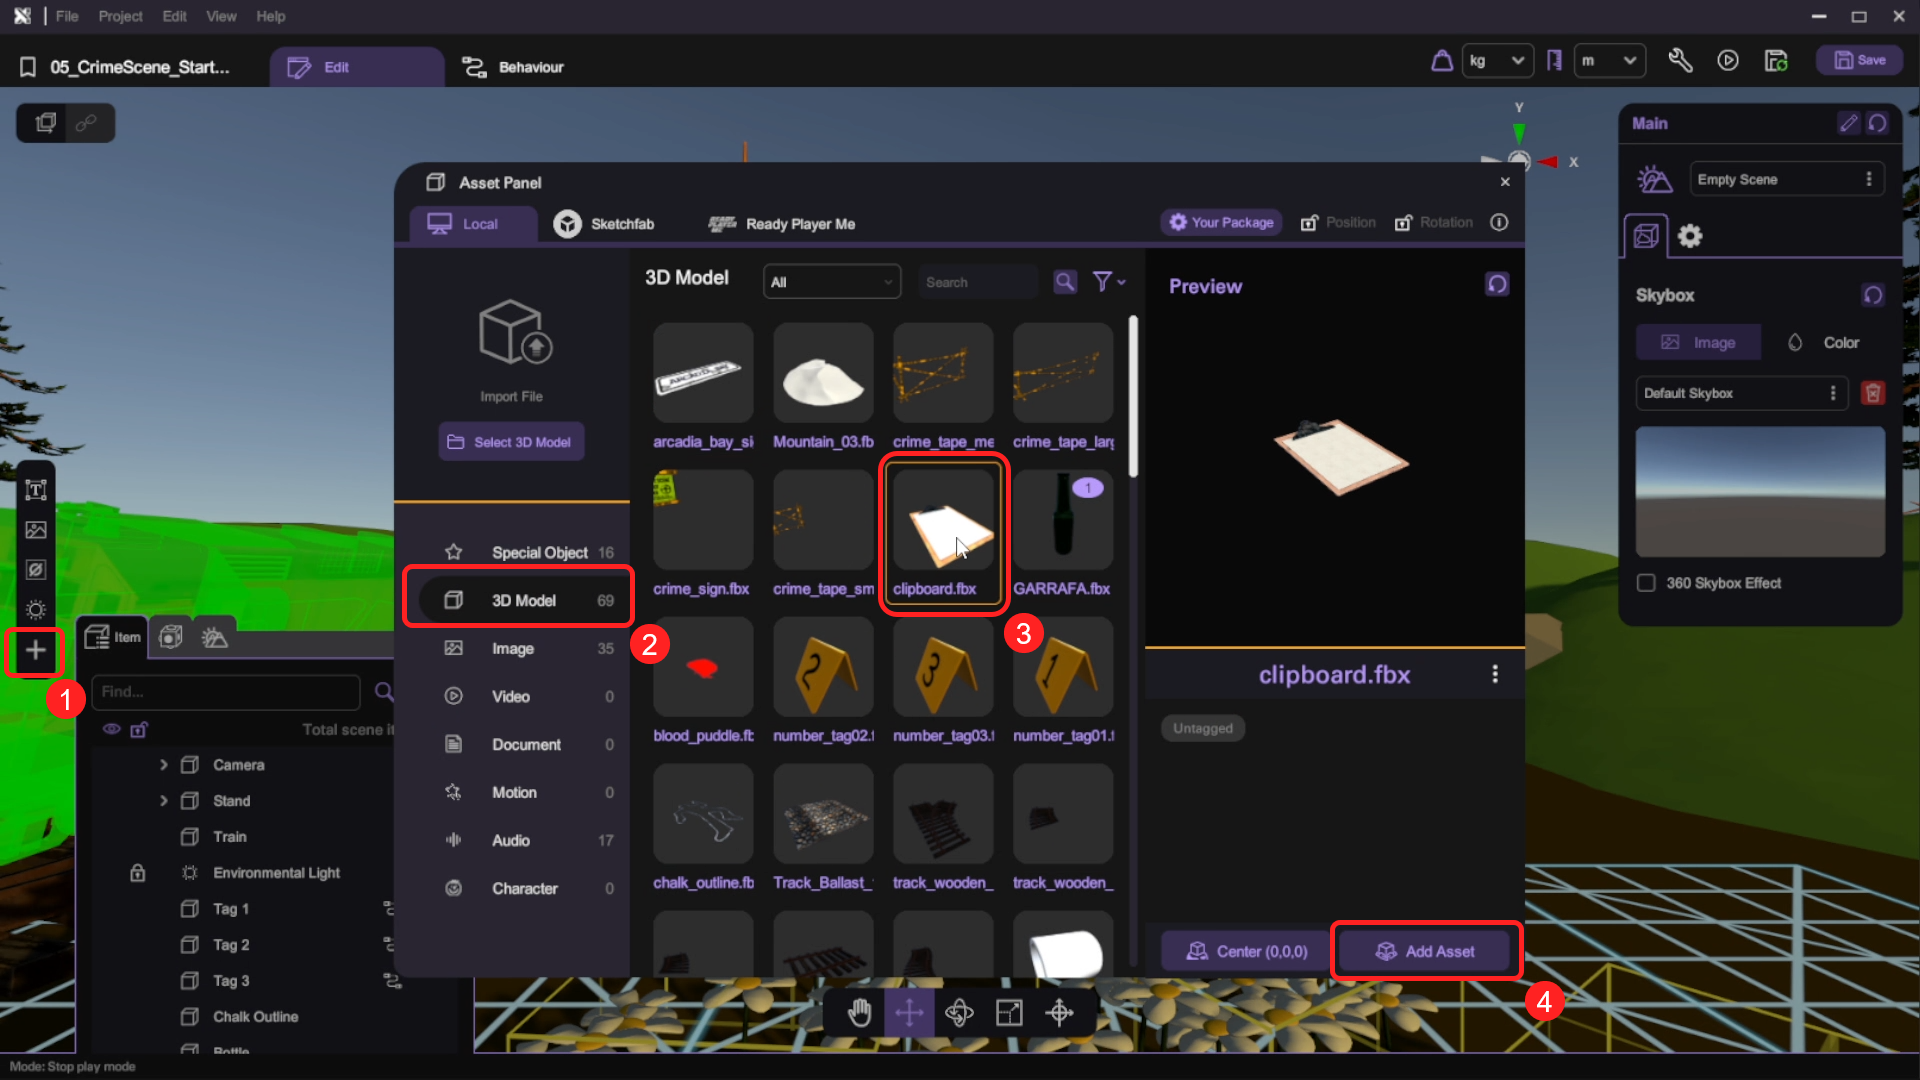 File Project Edit View Help
05_CrimeScene_Start... Edit Behaviour kg m Save
Main
Empty Scene
Skybox
Image Color
Default Skybox
360 Skybox Effect
Y
X
Asset Panel
Local Sketchfab Ready Player Me Your Package Position Rotation
Import File
Select 3D Model
Special Object 16
3D Model 69
Image 35
Video 0
Document 0
Motion 0
Audio 17
Character 0
3D Model All Search
arcadia_bay_si Mountain_03.fb crime_tape_me crime_tape_larg
1
crime_sign.fbx crime_tape_sm clipboard.fbx GARRAFA.fbx
2 3 1
blood_puddle.fb number_tag02.f number_tag03.f number_tag01.f
chalk_outline.fb Track_Ballast_ track_wooden_ track_wooden_
Preview
clipboard.fbx
Untagged
Center (0,0,0) Add Asset
1
2
3
4
Item
Find...
Total scene it
Camera
Stand
Train
Environmental Light
Tag 1
Tag 2
Tag 3
Chalk Outline
Bottle
Mode: Stop play mode